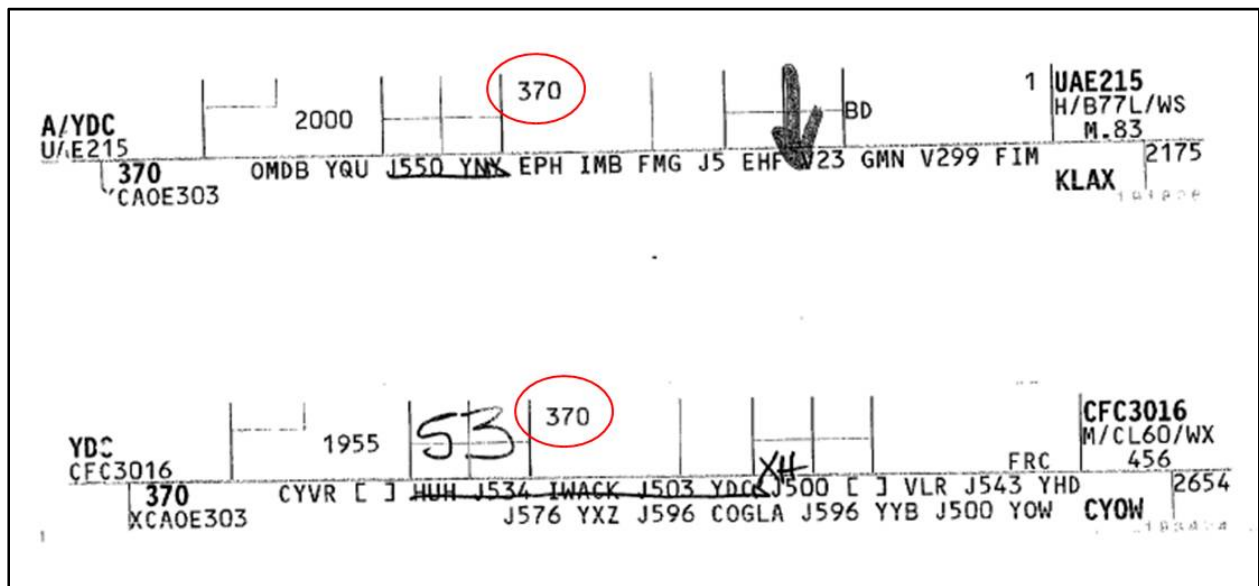 370
1 UAE215
H/B77L/WS
BD
2000
A/YDC
M.83
UAE215
370 OMDB YQU J550 YNX EPH IMB FMG J5 EHF V23 GMN V299 FIM 2175
CAOE303
KLAX
370
CFC3016
53
1955
M/CL60/WX
YDC
FRC 456
CFC3016
XH
370 CYVR [ ] HUH J534 IWACK J503 YDC J500 [ ] VLR J543 YHD 2654
XCAOE303
J576 YXZ J596 COGLA J596 YYB J500 YOW CYOW